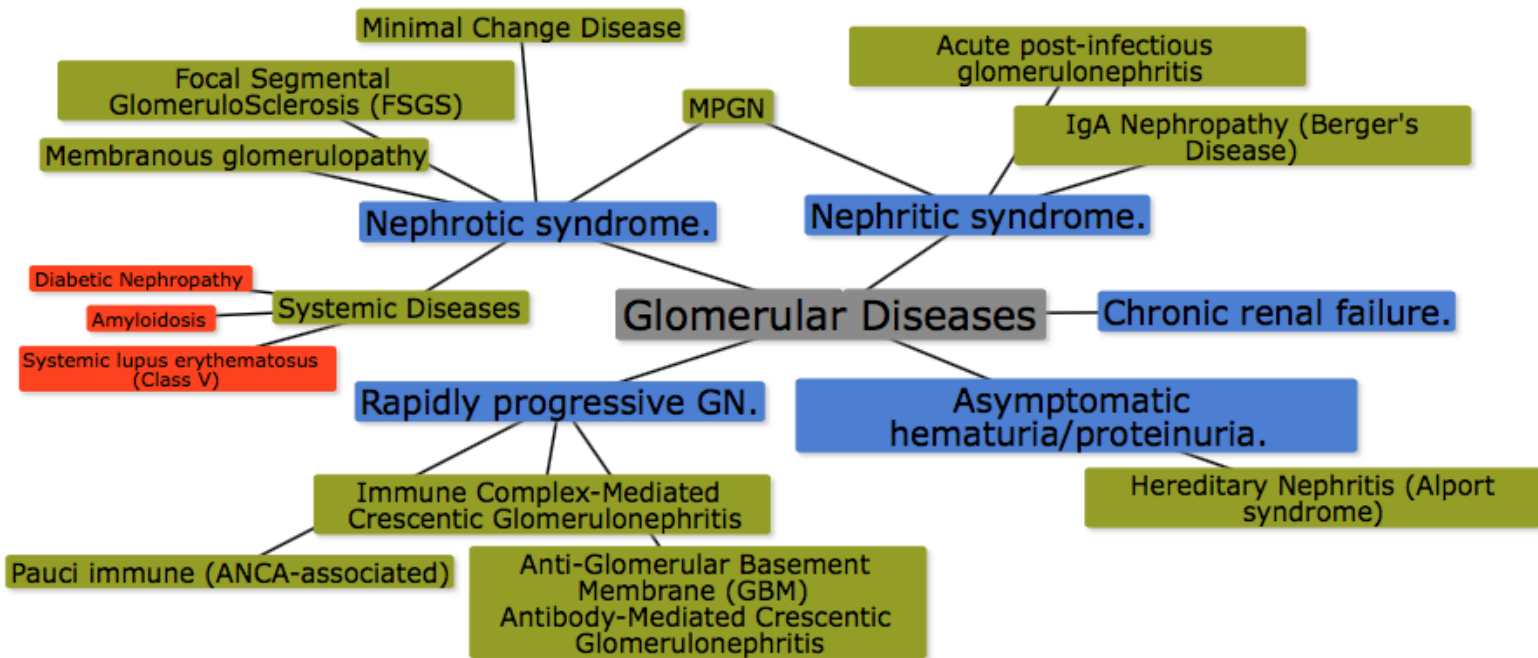 Minimal Change Disease
Focal Segmental
GlomeruloSclerosis (FSGS)
Membranous glomerulopathy
MPGN
Acute post-infectious
glomerulonephritis
IgA Nephropathy (Berger's
Disease)
Nephrotic syndrome.
Nephritic syndrome.
Diabetic Nephropathy
Amyloidosis
Systemic lupus erythematosus
(Class V)
Systemic Diseases
Glomerular Diseases
Chronic renal failure.
Rapidly progressive GN.
Asymptomatic
hematuria/proteinuria.
Immune Complex-Mediated
Crescentic Glomerulonephritis
Hereditary Nephritis (Alport
syndrome)
Pauci immune (ANCA-associated)
Anti-Glomerular Basement
Membrane (GBM)
Antibody-Mediated Crescentic
Glomerulonephritis